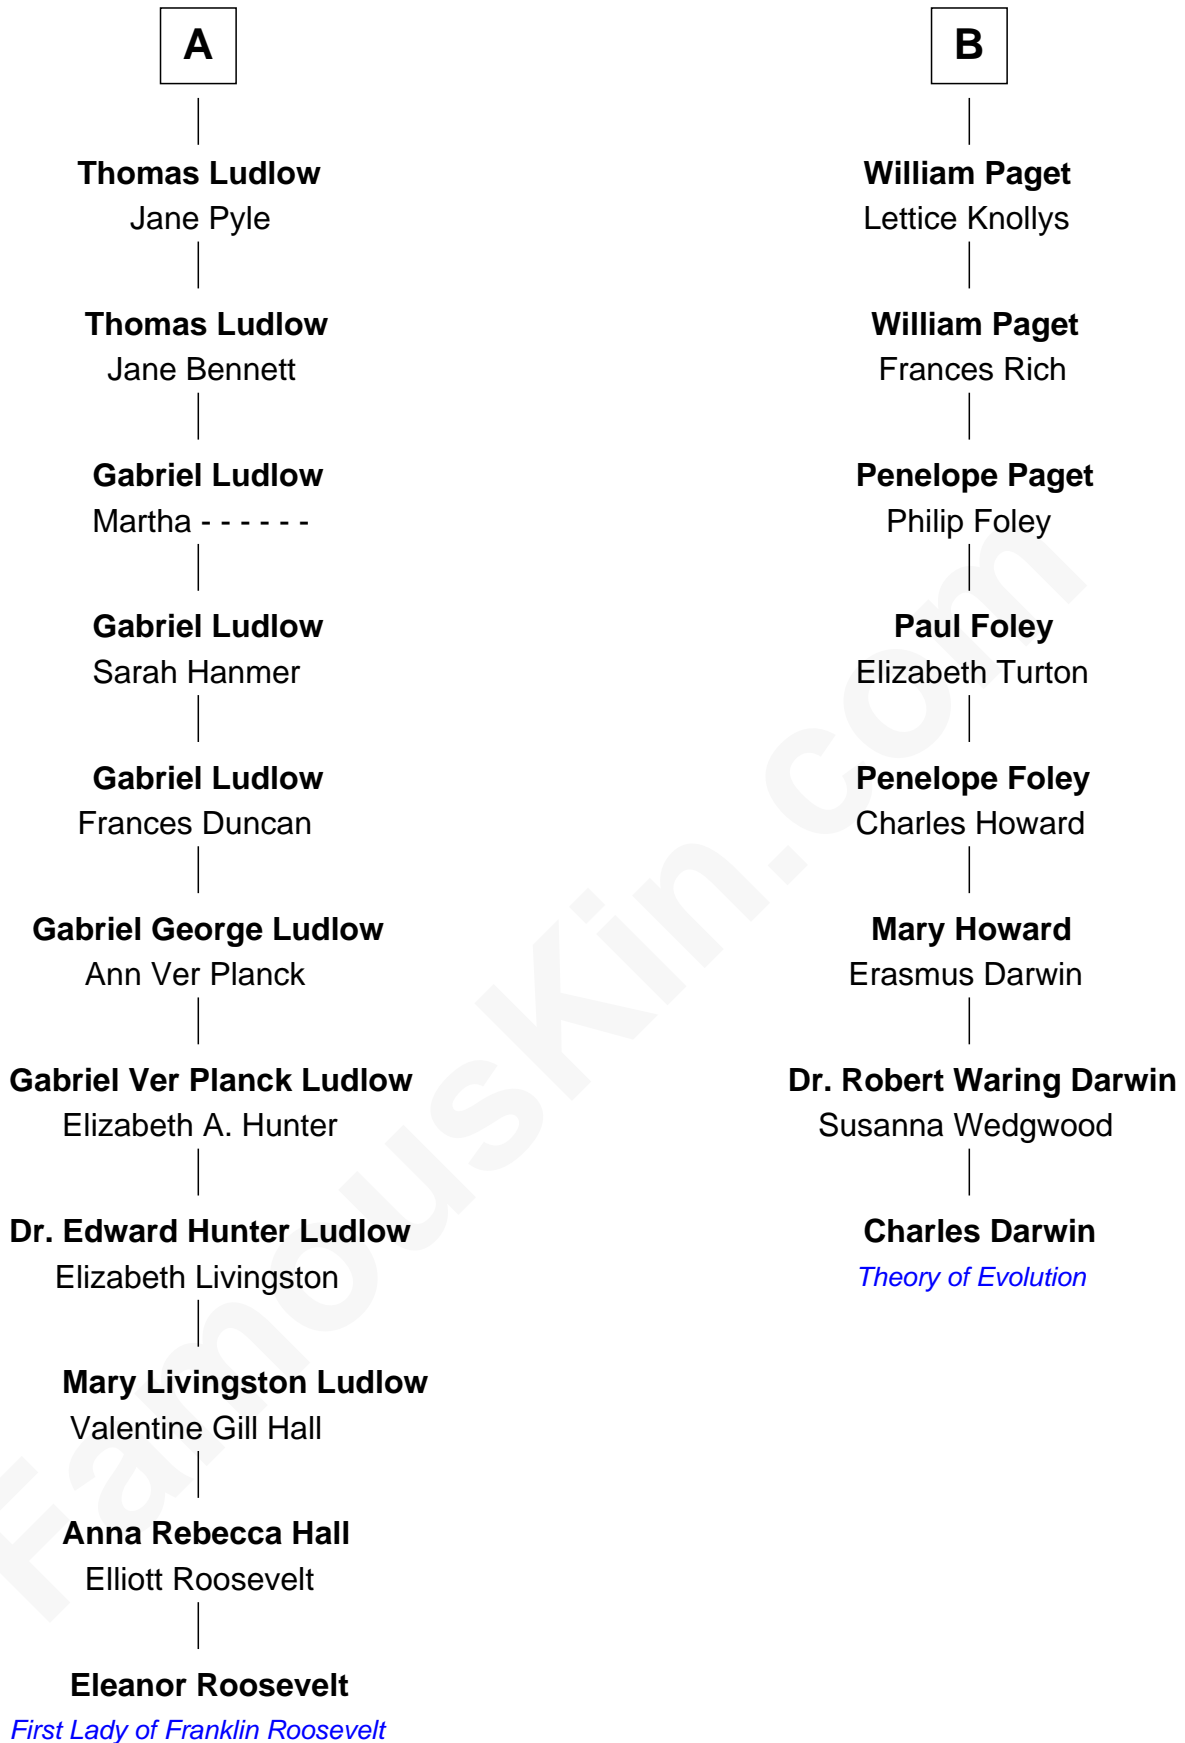 A
Thomas Ludlow
Jane Pyle
Thomas Ludlow
Jane Bennett
Gabriel Ludlow
Martha - - - - - -
Gabriel Ludlow
Sarah Hanmer
Gabriel Ludlow
Frances Duncan
Gabriel George Ludlow
Ann Ver Planck
Gabriel Ver Planck Ludlow
Elizabeth A. Hunter
Dr. Edward Hunter Ludlow
Elizabeth Livingston
Mary Livingston Ludlow
Valentine Gill Hall
Anna Rebecca Hall
Elliott Roosevelt
Eleanor Roosevelt
First Lady of Franklin Roosevelt
B
William Paget
Lettice Knollys
William Paget
Frances Rich
Penelope Paget
Philip Foley
Paul Foley
Elizabeth Turton
Penelope Foley
Charles Howard
Mary Howard
Erasmus Darwin
Dr. Robert Waring Darwin
Susanna Wedgwood
Charles Darwin
Theory of Evolution
FamousKin.com